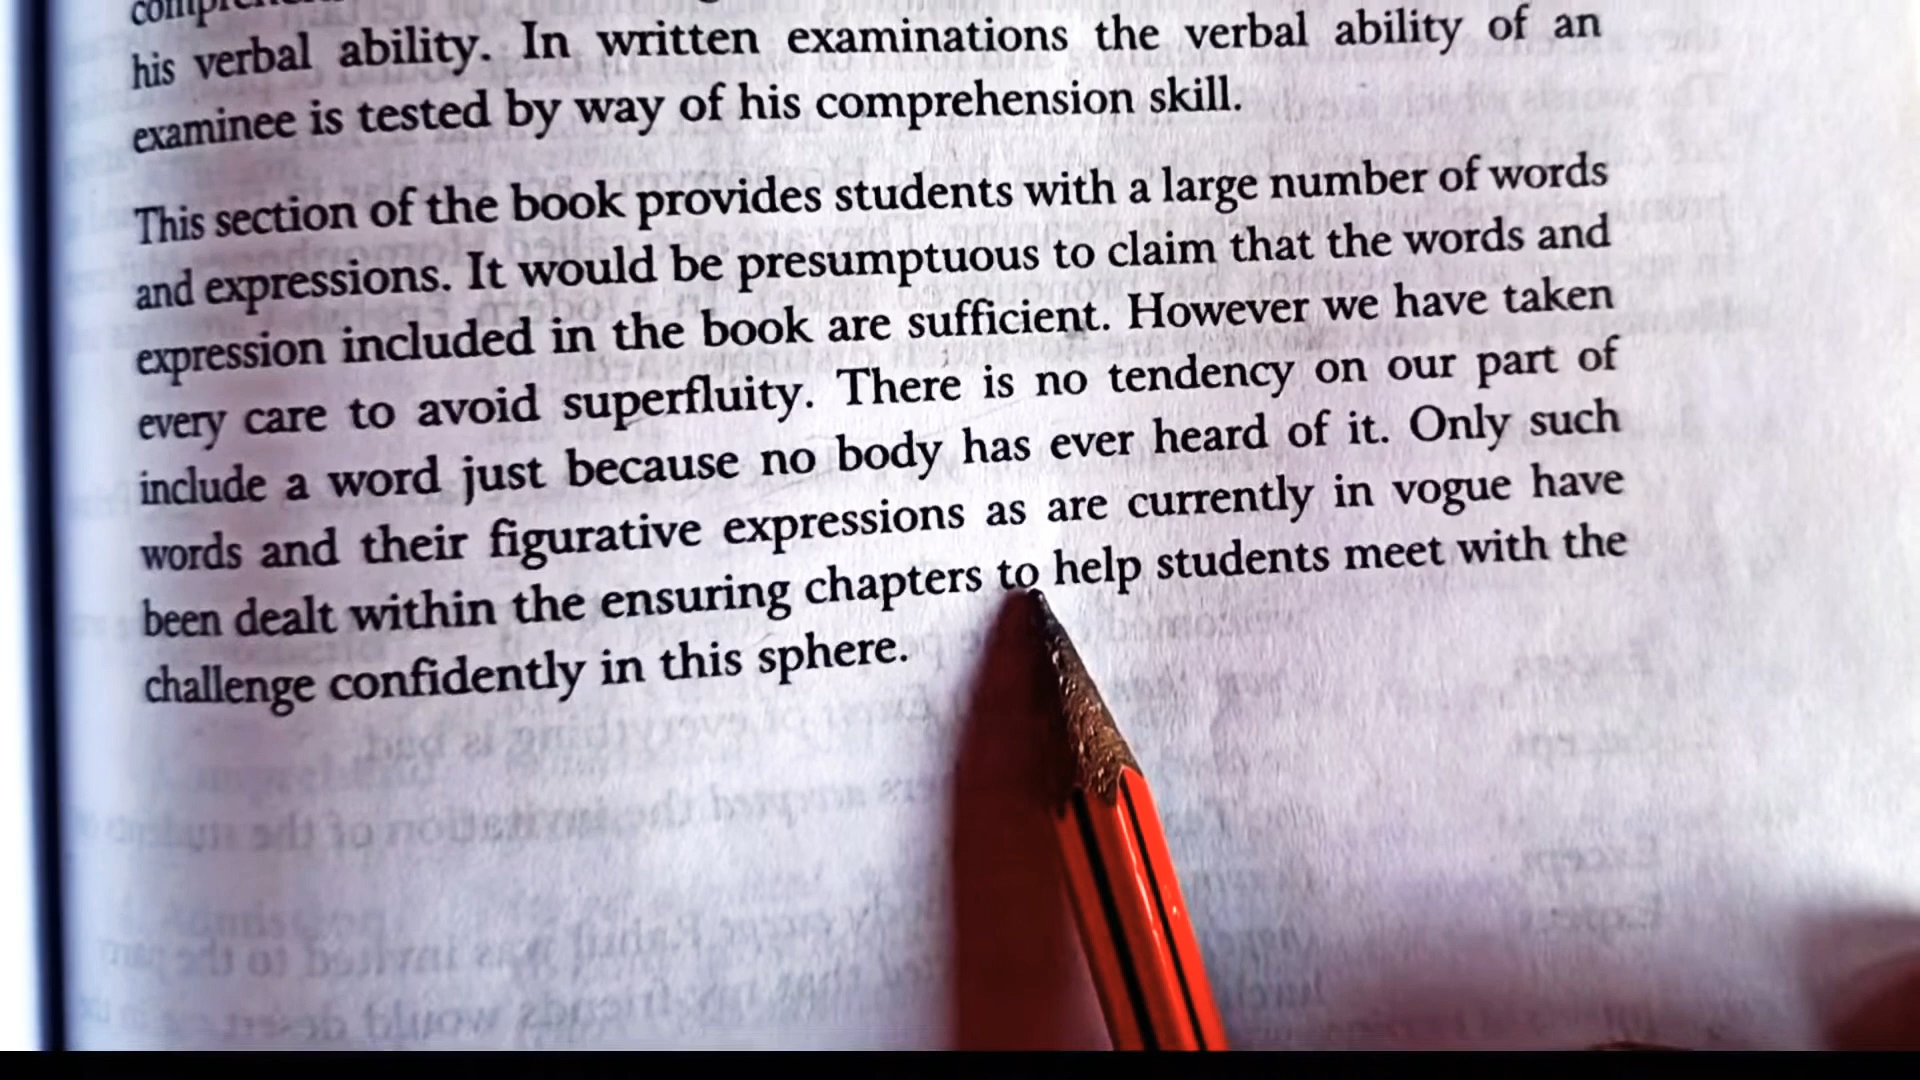 his verbal ability. In written examinations the verbal ability of an
examinee is tested by way of his comprehension skill.
This section of the book provides students with a large number of words
and expressions. It would be presumptuous to claim that the words and
expression included in the book are sufficient. However we have taken
every care to avoid superfluity. There is no tendency on our part of
include a word just because no body has ever heard of it. Only such
words and their figurative expressions as are currently in vogue have
been dealt within the ensuring chapters to help students meet with the
challenge confidently in this sphere.